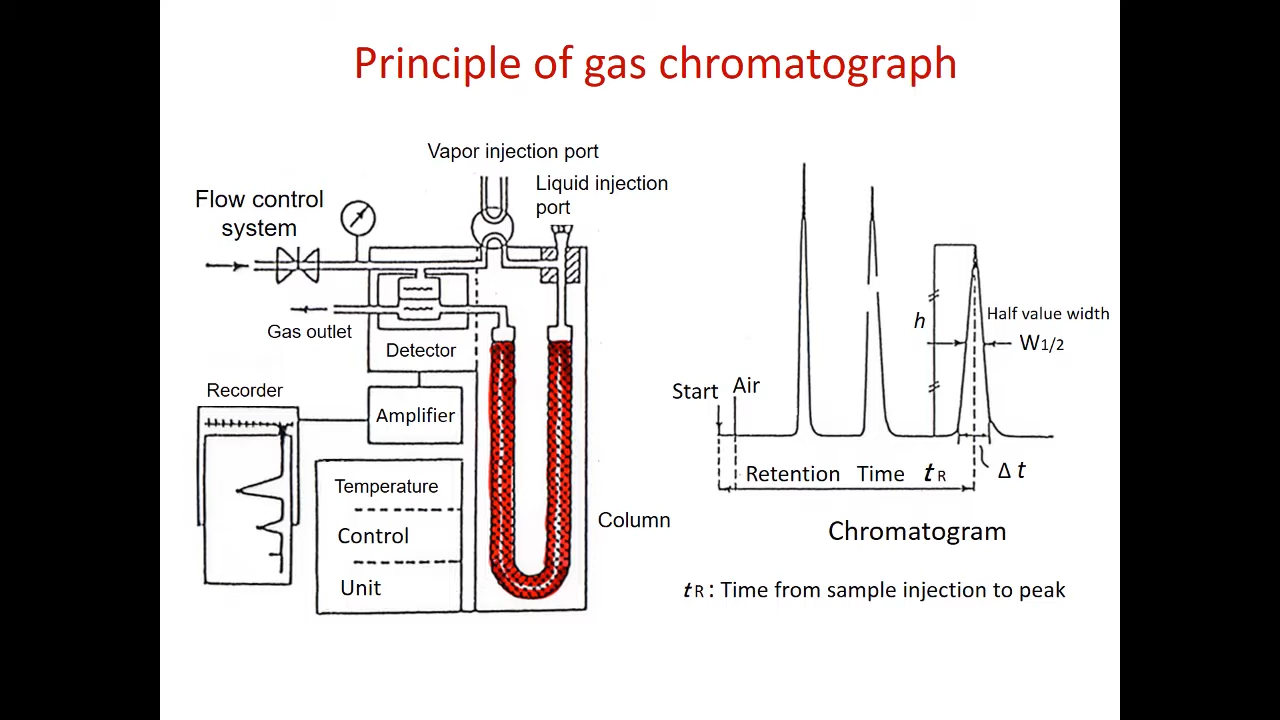 Principle of gas chromatograph
Vapor injection port
Liquid injection
port
Flow control
system
Gas outlet
Detector
Recorder
Amplifier
Temperature
Control
Unit
Column
h
Half value width
W1/2
Start
Air
Retention Time tR
Δ t
Chromatogram
tR : Time from sample injection to peak